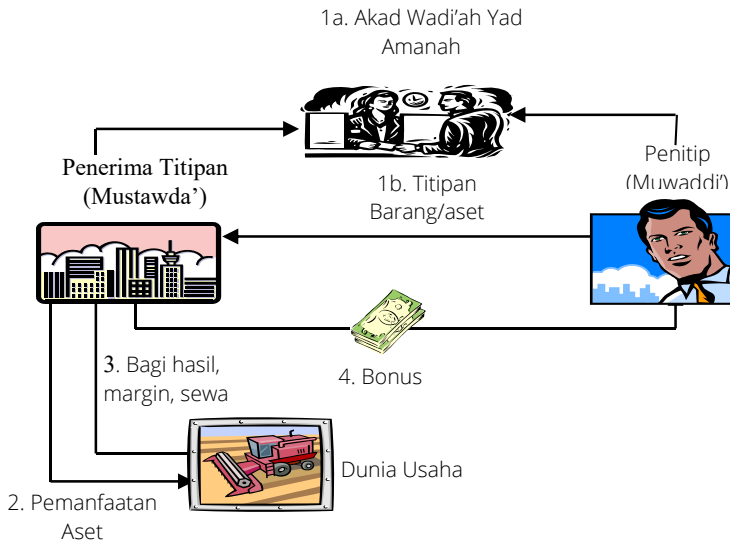 1a. Akad Wadi’ah Yad
Amanah
Penerima Titipan
(Mustawda’)
Penitip
(Muwaddi’)
1b. Titipan
Barang/aset
3. Bagi hasil,
margin, sewa
4. Bonus
Dunia Usaha
2. Pemanfaatan
Aset